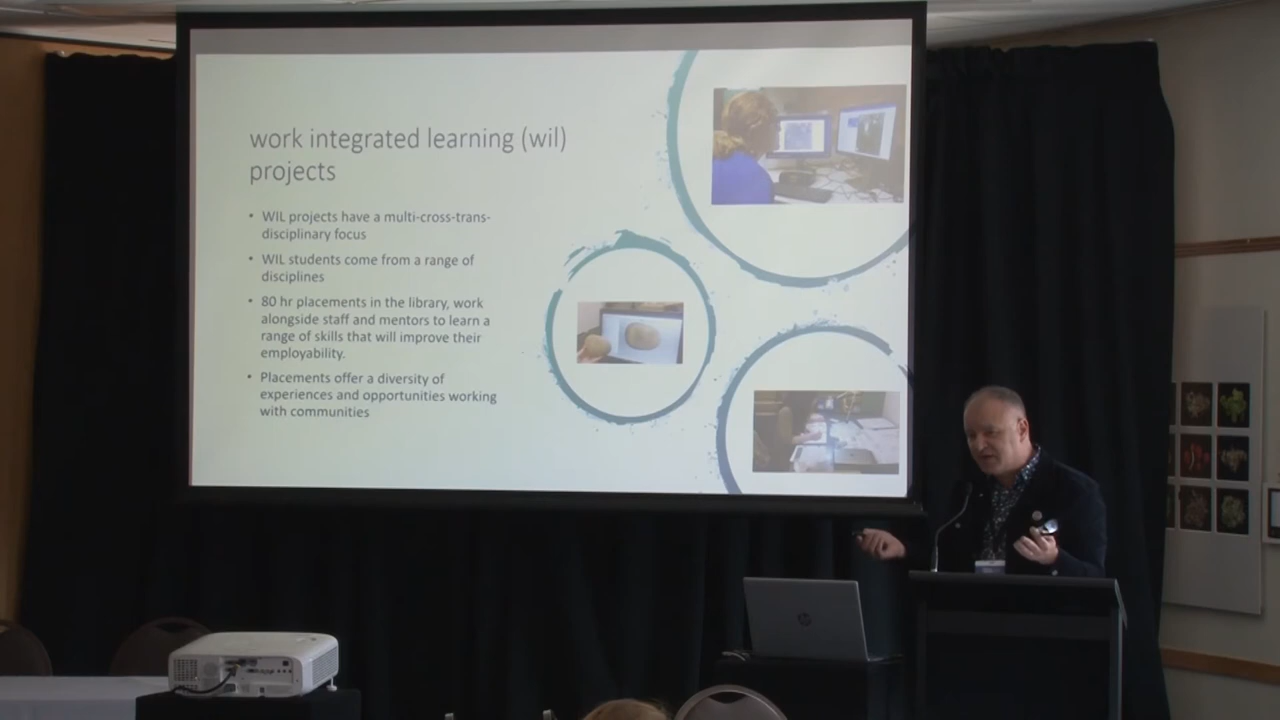 work integrated learning (wil)
projects
• WIL projects have a multi-cross-trans-
disciplinary focus
• WIL students come from a range of
disciplines
• 80 hr placements in the library, work
alongside staff and mentors to learn a
range of skills that will improve their
employability.
• Placements offer a diversity of
experiences and opportunities working
with communities
hp